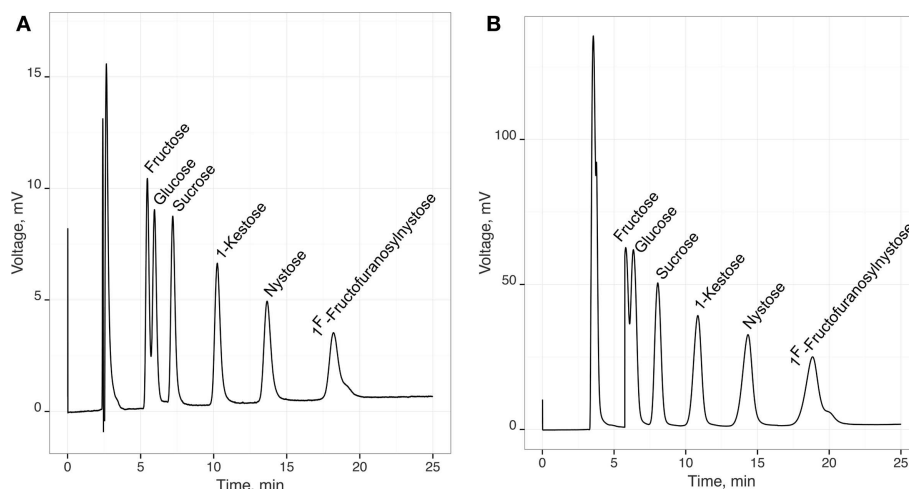 A
Voltage, mV
15
10
5
0
Fructose
Glucose
Sucrose
1-Kestose
Nystose
1F-Fructofuranosylnystose
0 5 10 15 20 25
Time, min
B
Voltage, mV
100
50
0
Fructose
Glucose
Sucrose
1-Kestose
Nystose
1F-Fructofuranosylnystose
0 5 10 15 20 25
Time, min